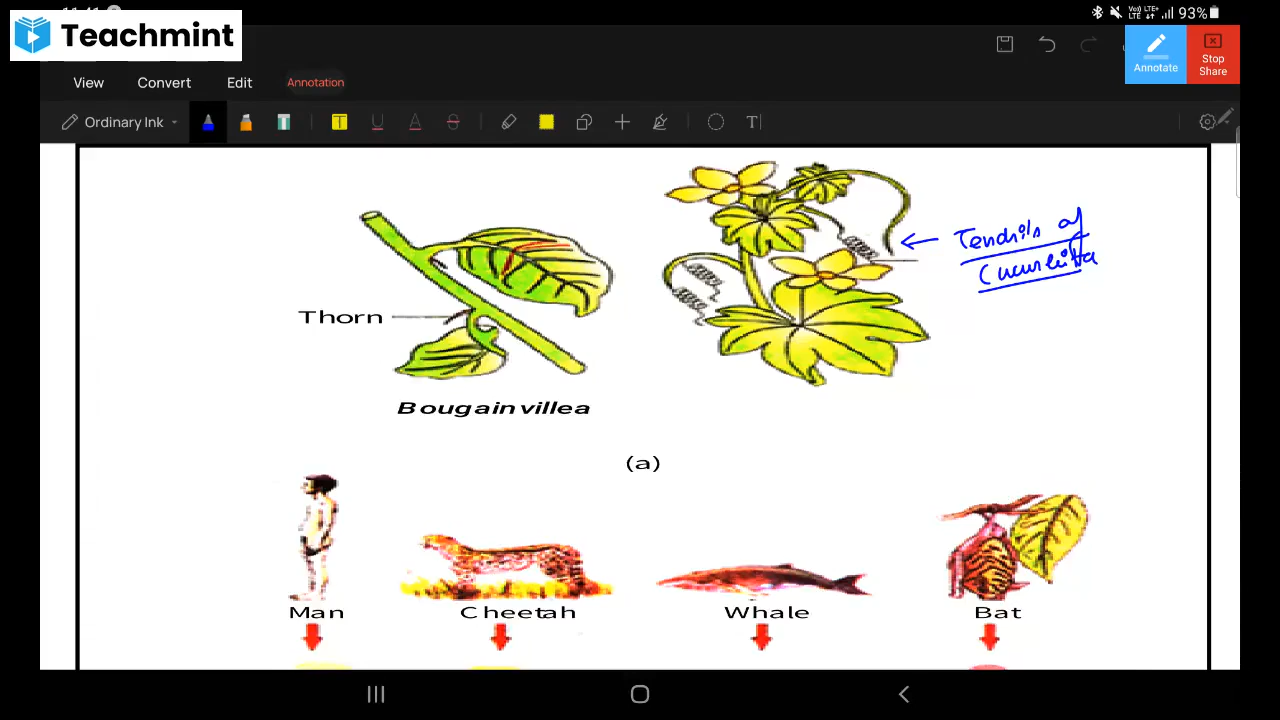 93%
Teachmint
Annotate
Stop
Share
View Convert Edit Annotation
Ordinary Ink
Tendrils of
Cucurbita
Thorn
Bougainvillea
(a)
Man Cheetah Whale Bat